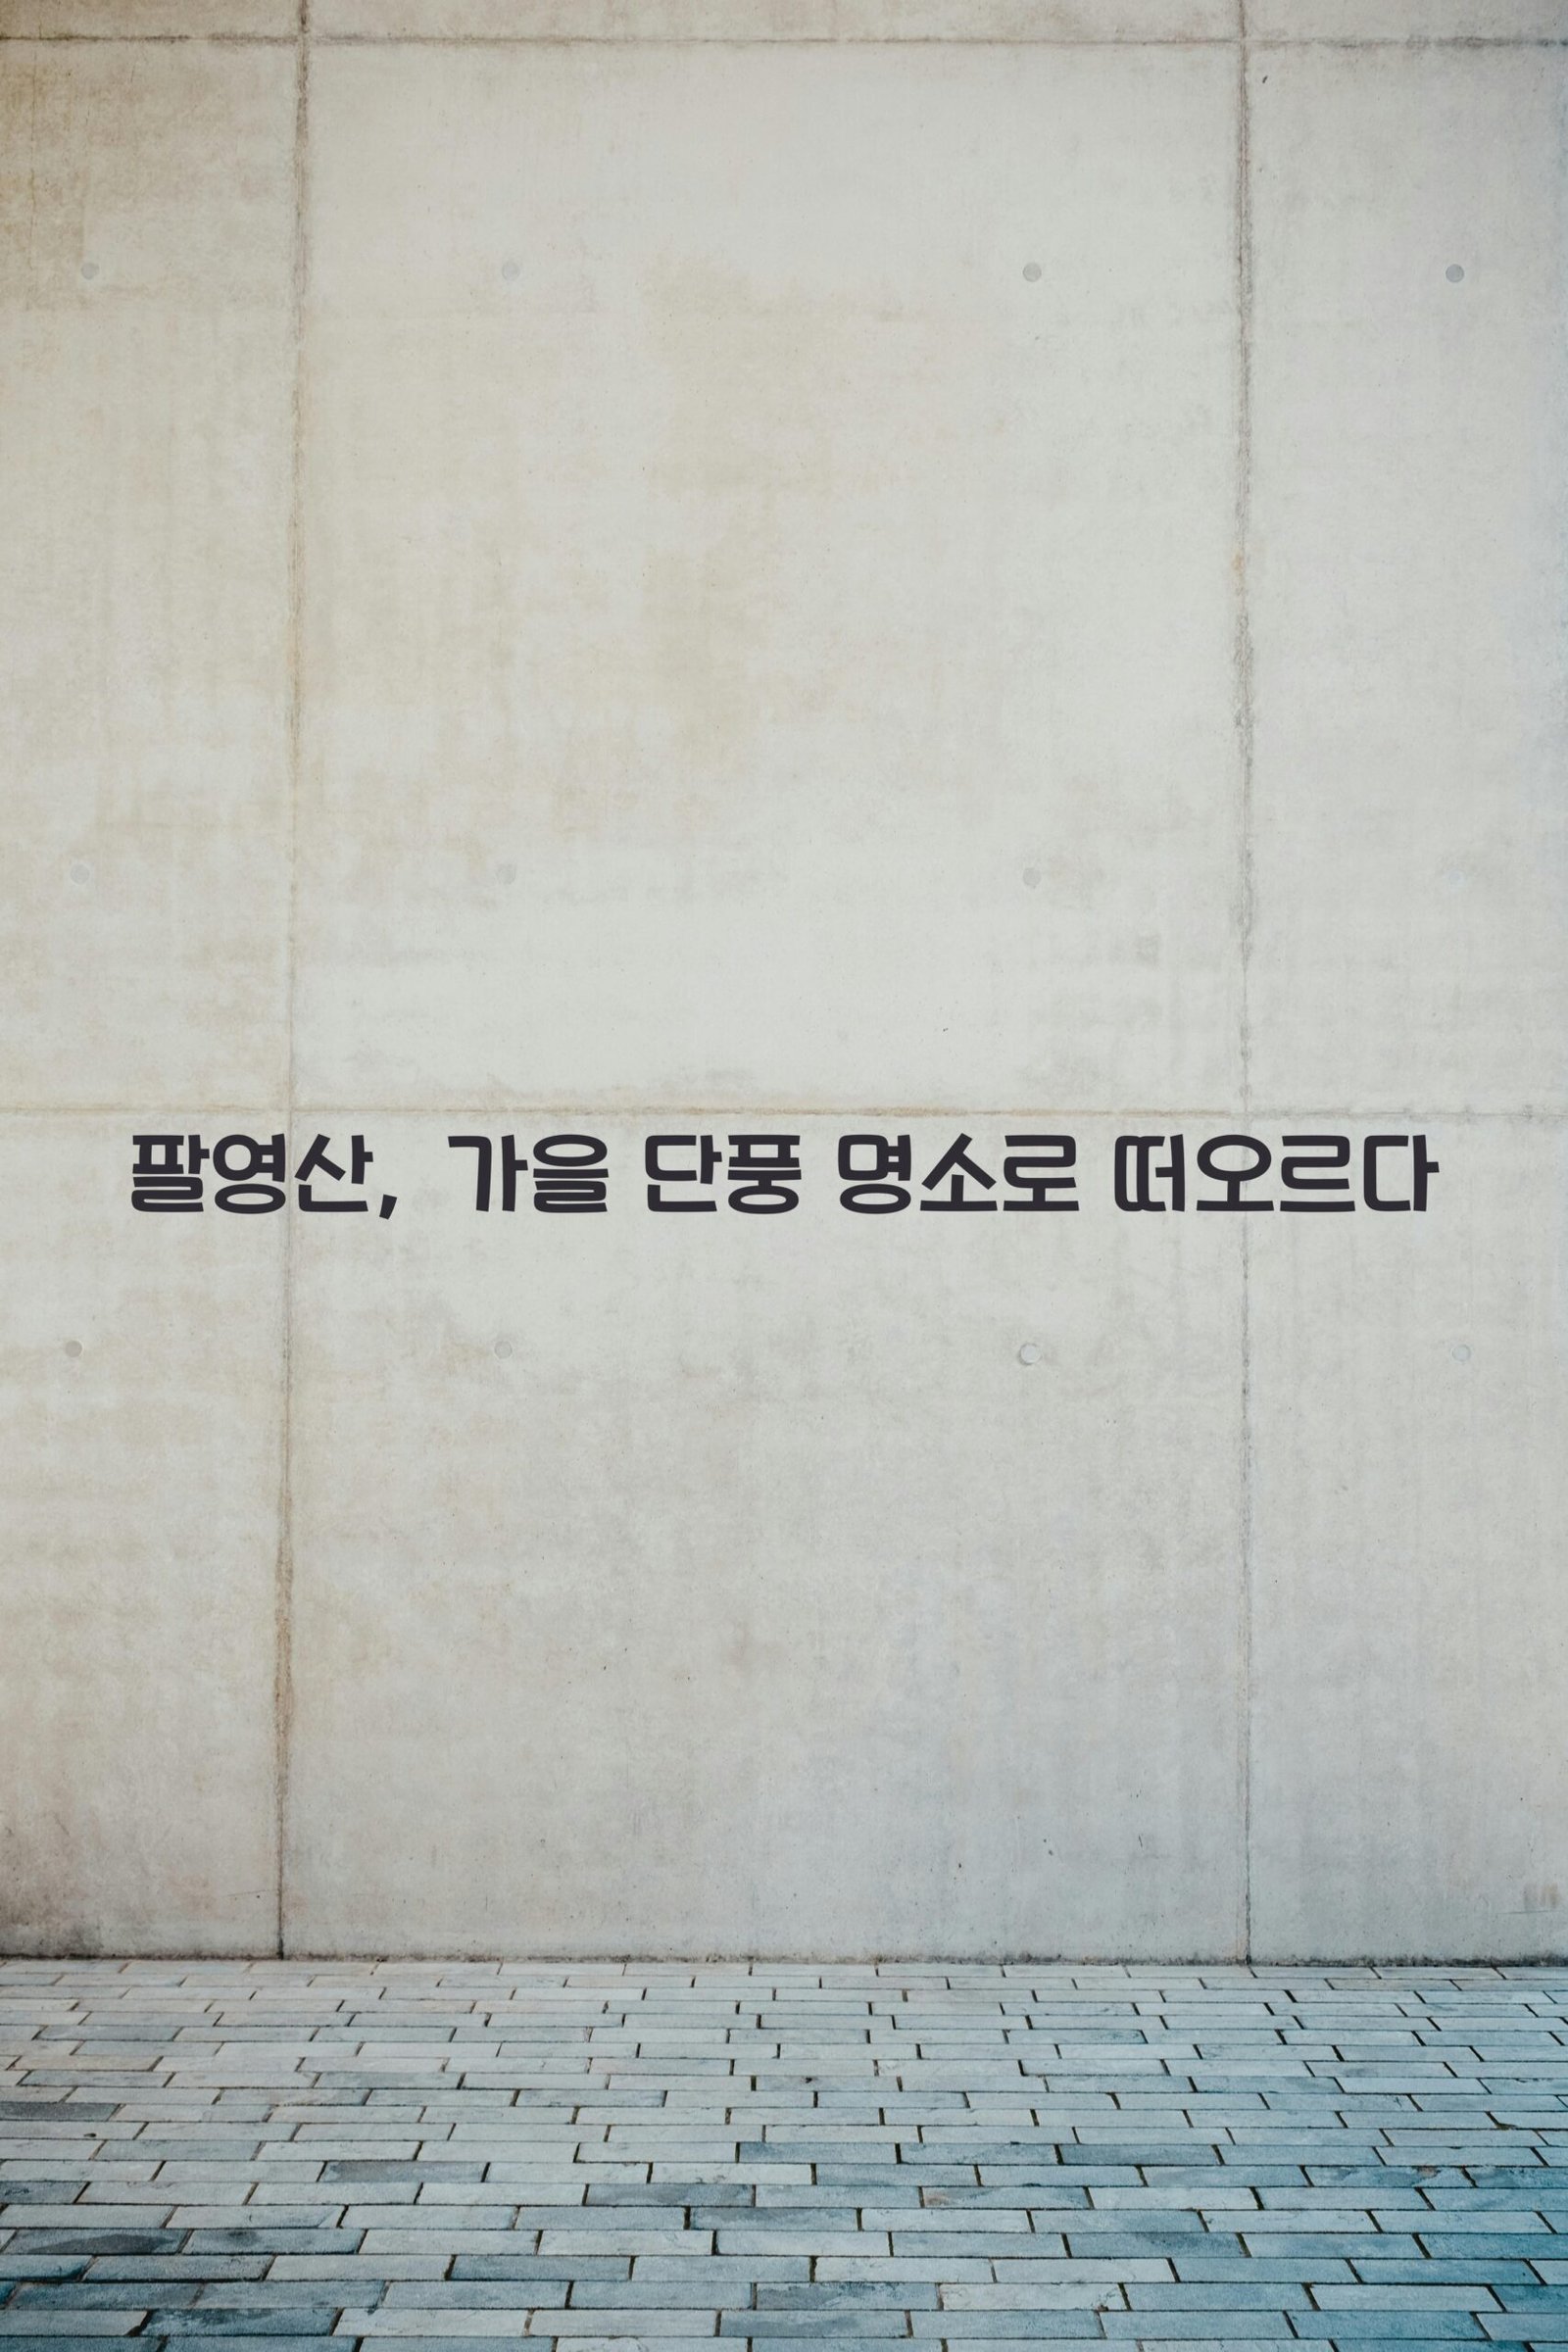 팔영산, 가을 단풍 명소로 떠오르다